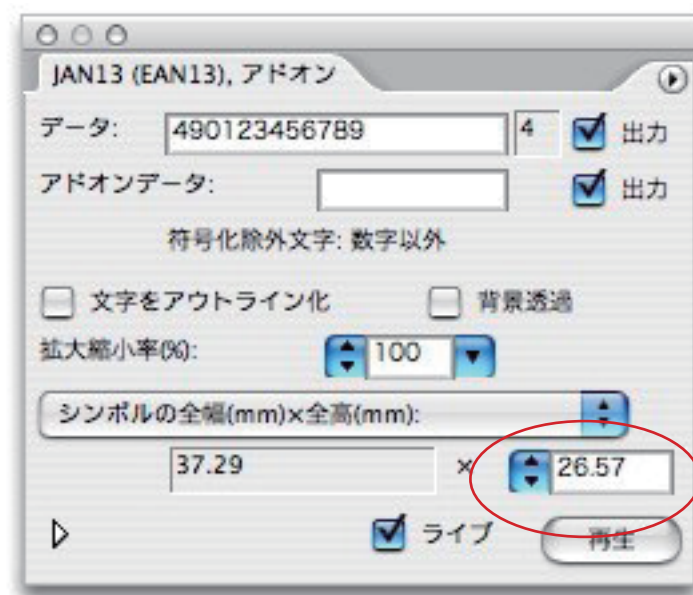 JAN13 (EAN13), アドオン
データ: 490123456789 4 出力
アドオンデータ: 出力
符号化除外文字: 数字以外
文字をアウトライン化 背景透過
拡大縮小率(%): 100
シンボルの全幅(mm)×全高(mm):
37.29 × 26.57
ライブ 再生